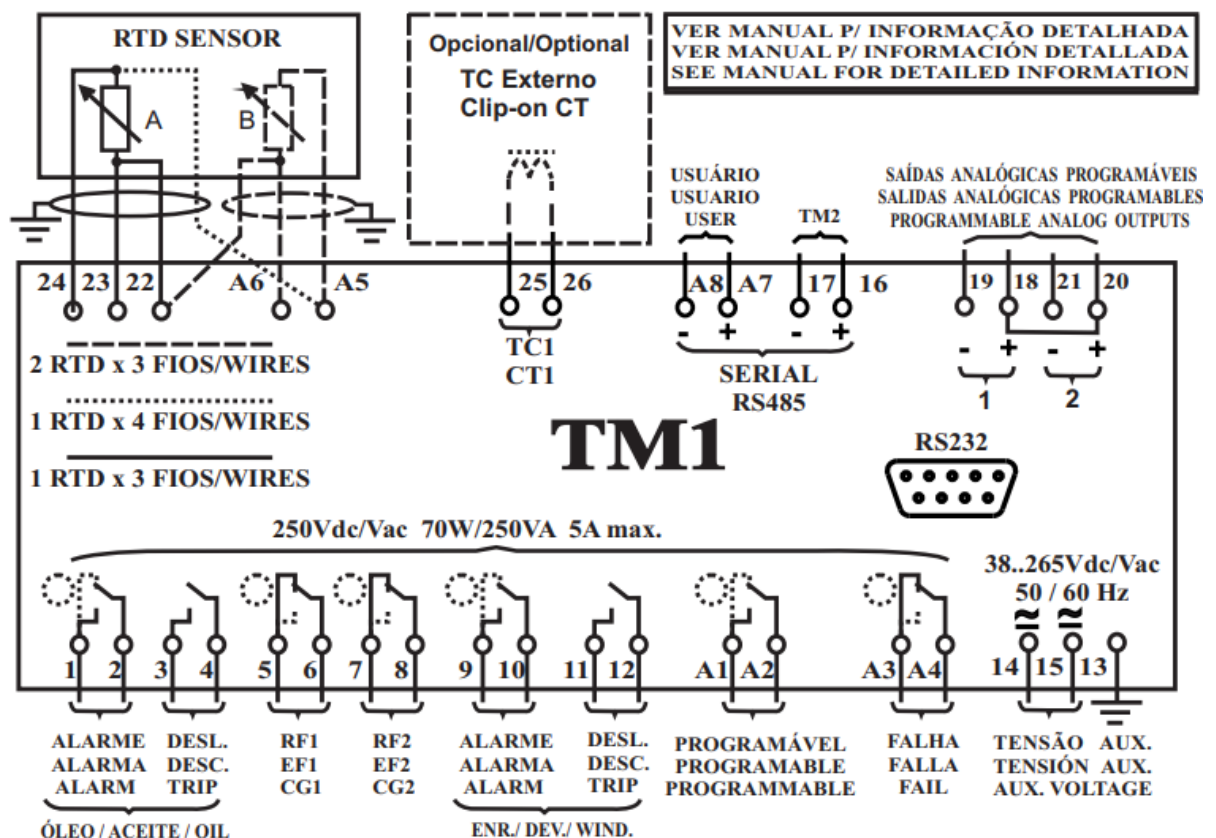 RTD SENSOR
A
B
Opcional/Optional
TC Externo
Clip-on CT
VER MANUAL P/ INFORMAÇÃO DETALHADA
VER MANUAL P/ INFORMACIÓN DETALLADA
SEE MANUAL FOR DETAILED INFORMATION
USUÁRIO
USUARIO
USER
TM2
SAÍDAS ANALÓGICAS PROGRAMÁVEIS
SALIDAS ANALÓGICAS PROGRAMABLES
PROGRAMMABLE ANALOG OUTPUTS
24 23 22 A6 A5 25 26 A8 A7 17 16 19 18 21 20
- + - + - + - +
TC1
CT1
SERIAL
RS485
1 2
2 RTD x 3 FIOS/WIRES
1 RTD x 4 FIOS/WIRES
1 RTD x 3 FIOS/WIRES
TM1
RS232
250Vdc/Vac 70W/250VA 5A max.
38..265Vdc/Vac
50 / 60 Hz
1 2 3 4 5 6 7 8 9 10 11 12 A1 A2 A3 A4 14 15 13
ALARME
ALARMA
ALARM
DESL.
DESC.
TRIP
ÓLEO / ACEITE / OIL
RF1
EF1
CG1
RF2
EF2
CG2
ALARME
ALARMA
ALARM
DESL.
DESC.
TRIP
ENR./ DEV./ WIND.
PROGRAMÁVEL
PROGRAMABLE
PROGRAMMABLE
FALHA
FALLA
FAIL
TENSÃO AUX.
TENSIÓN AUX.
AUX. VOLTAGE